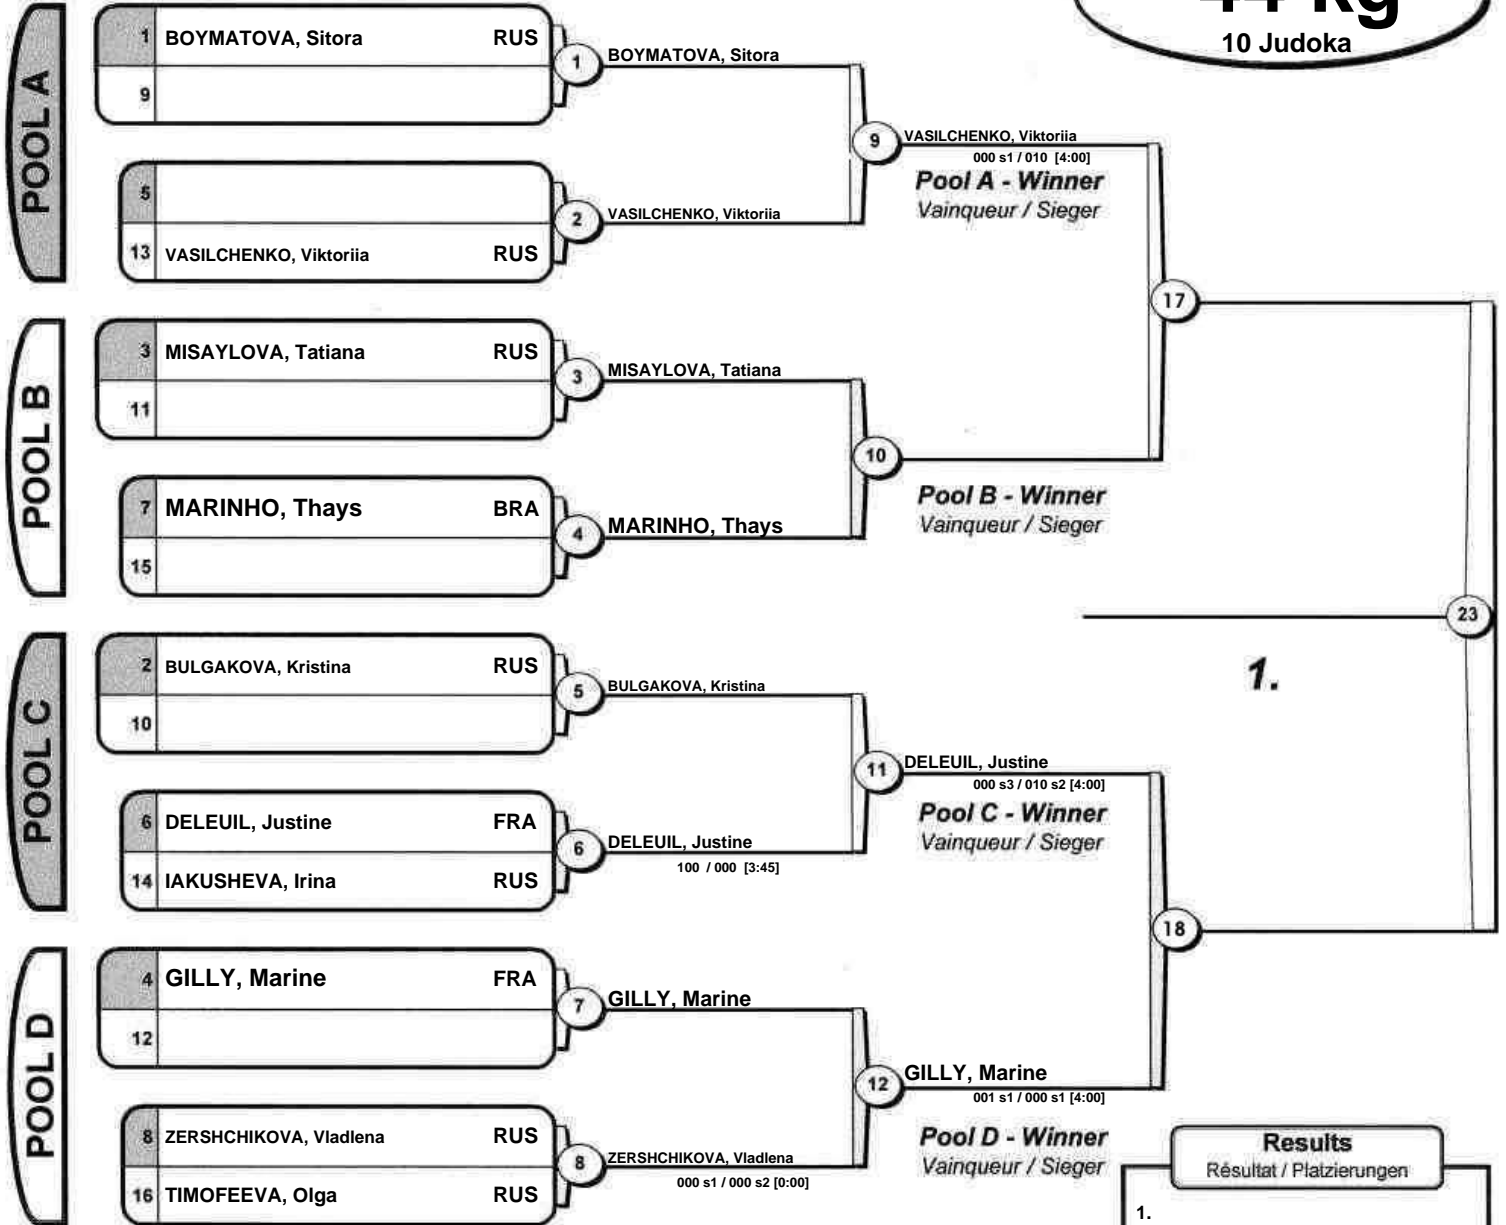 44 kg
10 Judoka
POOL A
1 BOYMATOVA, Sitora RUS
9
1 BOYMATOVA, Sitora
5
13 VASILCHENKO, Viktoriia RUS
2 VASILCHENKO, Viktoriia
9 VASILCHENKO, Viktoriia
000 s1 / 010 [4:00]
Pool A - Winner
Vainqueur / Sieger
17
POOL B
3 MISAYLOVA, Tatiana RUS
11
3 MISAYLOVA, Tatiana
7 MARINHO, Thays BRA
15
4 MARINHO, Thays
10
Pool B - Winner
Vainqueur / Sieger
23
1.
POOL C
2 BULGAKOVA, Kristina RUS
10
5 BULGAKOVA, Kristina
6 DELEUIL, Justine FRA
14 IAKUSHEVA, Irina RUS
6 DELEUIL, Justine
100 / 000 [3:45]
11 DELEUIL, Justine
000 s3 / 010 s2 [4:00]
Pool C - Winner
Vainqueur / Sieger
18
POOL D
4 GILLY, Marine FRA
12
7 GILLY, Marine
8 ZERSHCHIKOVA, Vladlena RUS
16 TIMOFEEVA, Olga RUS
8 ZERSHCHIKOVA, Vladlena
000 s1 / 000 s2 [0:00]
12 GILLY, Marine
001 s1 / 000 s1 [4:00]
Pool D - Winner
Vainqueur / Sieger
Results
Résultat / Platzierungen
1.